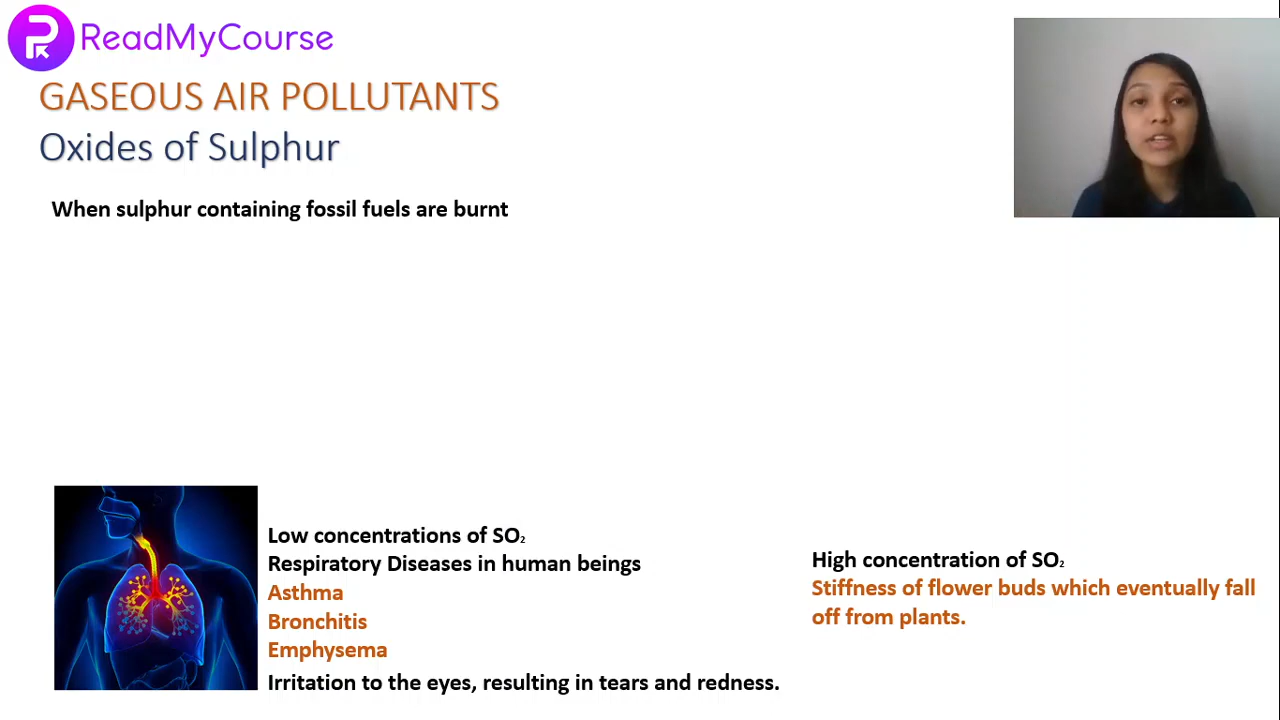 ReadMyCourse
GASEOUS AIR POLLUTANTS
Oxides of Sulphur
When sulphur containing fossil fuels are burnt
Low concentrations of SO₂
Respiratory Diseases in human beings
Asthma
Bronchitis
Emphysema
Irritation to the eyes, resulting in tears and redness.
High concentration of SO₂
Stiffness of flower buds which eventually fall
off from plants.